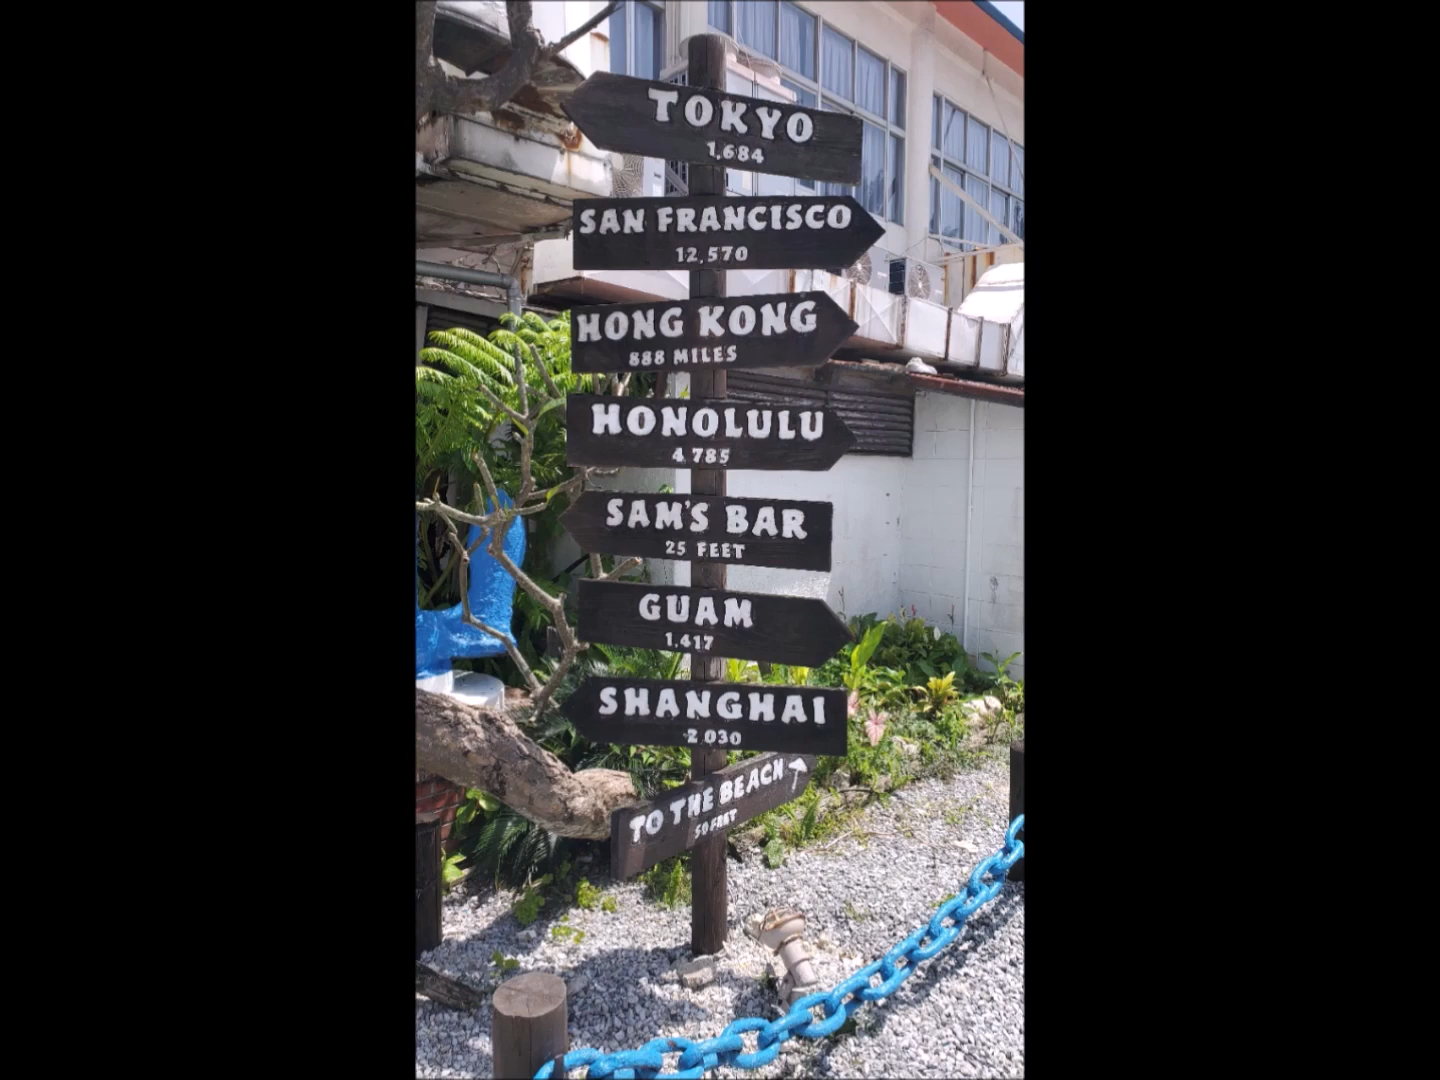 TOKYO
1,684
SAN FRANCISCO
12,570
HONG KONG
888 MILES
HONOLULU
4,785
SAM'S BAR
25 FEET
GUAM
1,417
SHANGHAI
2,030
TO THE BEACH
50 FEET